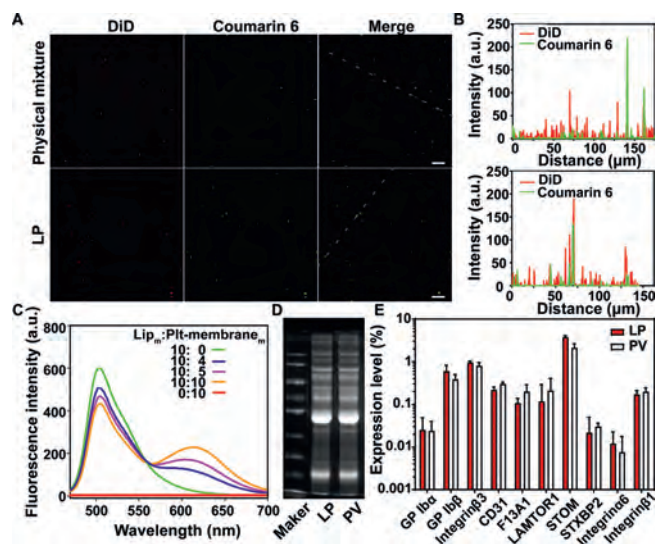 A
DiD
Coumarin 6
Merge
Physical mixture
LP
B
Intensity (a.u.)
250
200
150
100
50
0
DiD
Coumarin 6
0 50 100 150
Distance (μm)
Intensity (a.u.)
250
200
150
100
50
0
DiD
Coumarin 6
0 50 100 150
Distance (μm)
C
Fluorescence intensity (a.u.)
800
600
400
200
0
Lipm:Plt-membranem
10: 0
10: 4
10: 5
10:10
0:10
500 550 600 650 700
Wavelength (nm)
D
Maker
LP
PV
E
Expression level (%)
10
1
0.1
0.01
0.001
LP
PV
GP Ibα
GP Ibβ
Integrinβ3
CD31
F13A1
LAMTOR1
STOM
STXBP2
Integrinα6
Integrinβ1